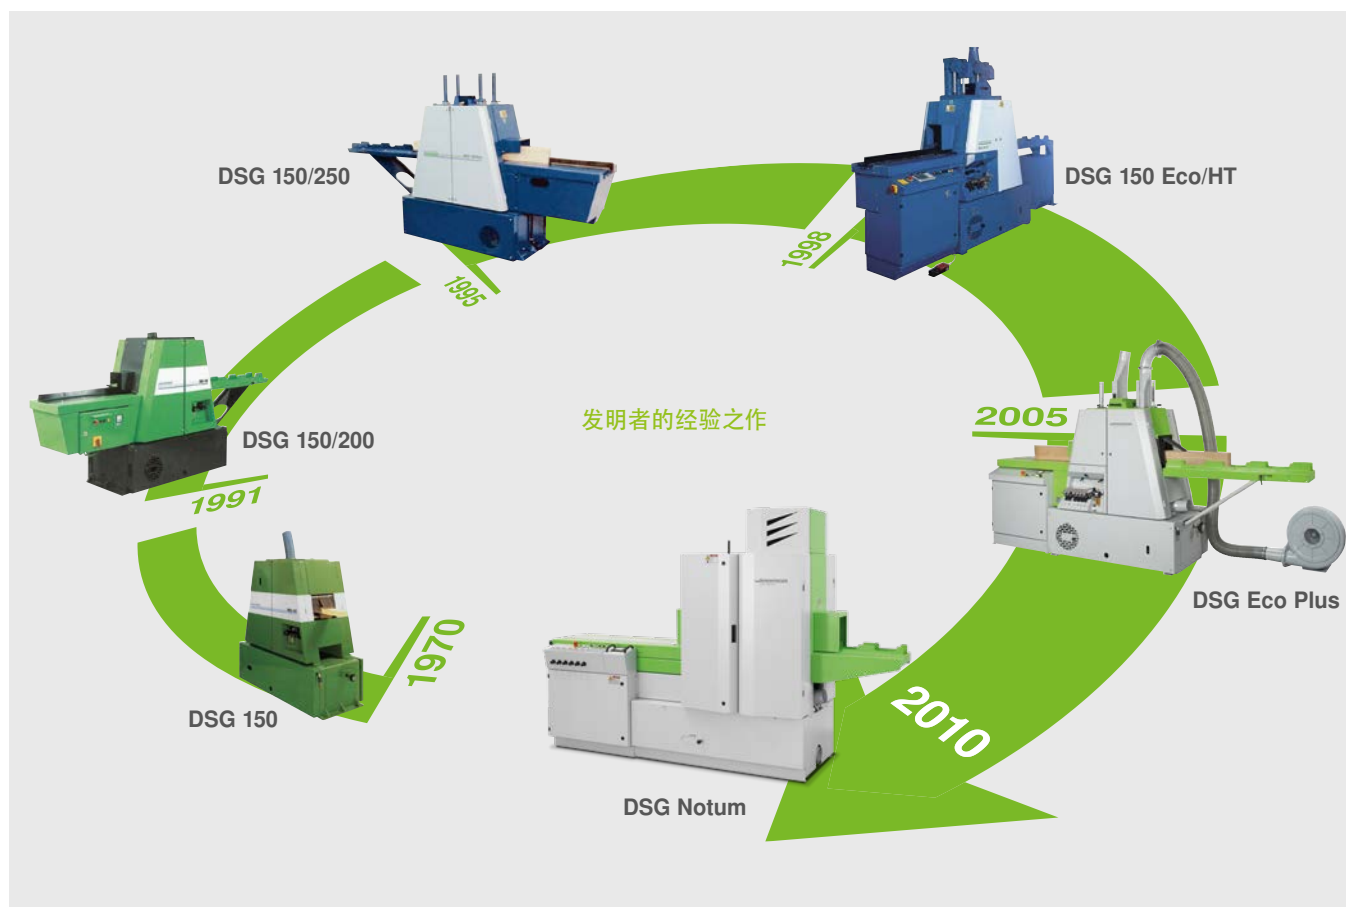 DSG 150/250
DSG 150 Eco/HT
1998
1995
发明者的经验之作
2005
DSG 150/200
1991
DSG Eco Plus
1970
2010
DSG 150
DSG Notum